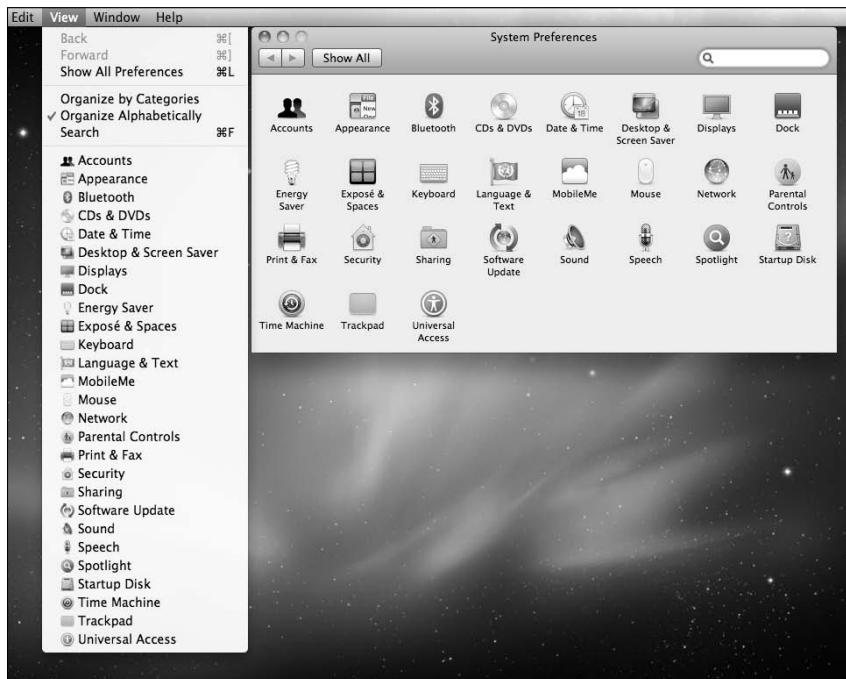 Edit View Window Help
Back ⌘[
Forward ⌘]
Show All Preferences ⌘L
Organize by Categories
✓ Organize Alphabetically
Search ⌘F
Accounts
Appearance
Bluetooth
CDs & DVDs
Date & Time
Desktop & Screen Saver
Displays
Dock
Energy Saver
Exposé & Spaces
Keyboard
Language & Text
MobileMe
Mouse
Network
Parental Controls
Print & Fax
Security
Sharing
Software Update
Sound
Speech
Spotlight
Startup Disk
Time Machine
Trackpad
Universal Access
System Preferences
Show All
Accounts Appearance Bluetooth CDs & DVDs Date & Time Desktop & Screen Saver Displays Dock
Energy Saver Exposé & Spaces Keyboard Language & Text MobileMe Mouse Network Parental Controls
Print & Fax Security Sharing Software Update Sound Speech Spotlight Startup Disk
Time Machine Trackpad Universal Access